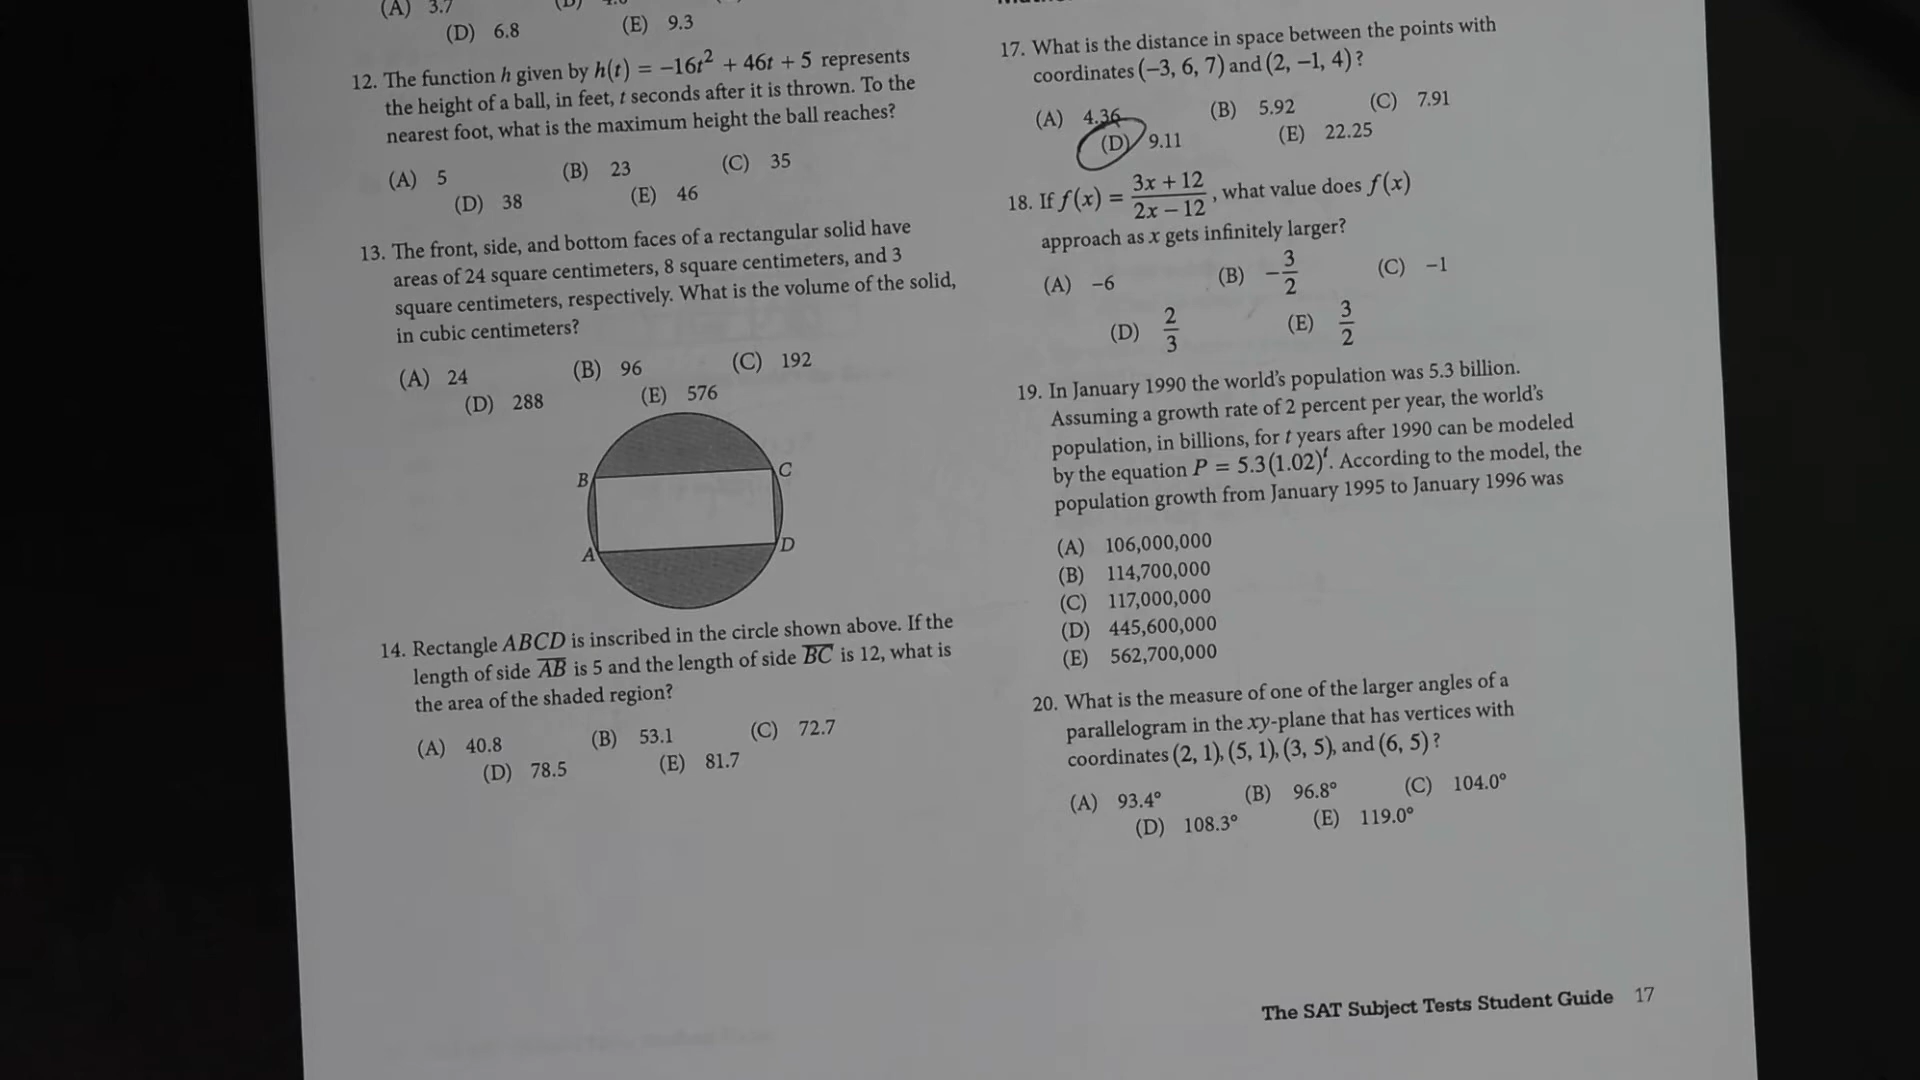 (A) 3.7
(D) 6.8 (E) 9.3
12. The function h given by h(t) = −16t² + 46t + 5 represents
the height of a ball, in feet, t seconds after it is thrown. To the
nearest foot, what is the maximum height the ball reaches?
(A) 5 (B) 23 (C) 35
(D) 38 (E) 46
13. The front, side, and bottom faces of a rectangular solid have
areas of 24 square centimeters, 8 square centimeters, and 3
square centimeters, respectively. What is the volume of the solid,
in cubic centimeters?
(A) 24 (B) 96 (C) 192
(D) 288 (E) 576
B C
A D
14. Rectangle ABCD is inscribed in the circle shown above. If the
length of side A̅B̅ is 5 and the length of side B̅C̅ is 12, what is
the area of the shaded region?
(A) 40.8 (B) 53.1 (C) 72.7
(D) 78.5 (E) 81.7
17. What is the distance in space between the points with
coordinates (−3, 6, 7) and (2, −1, 4)?
(A) 4.36 (B) 5.92 (C) 7.91
(D) 9.11 (E) 22.25
18. If f(x) = (3x + 12)/(2x − 12), what value does f(x)
approach as x gets infinitely larger?
(A) −6 (B) −3/2 (C) −1
(D) 2/3 (E) 3/2
19. In January 1990 the world's population was 5.3 billion.
Assuming a growth rate of 2 percent per year, the world's
population, in billions, for t years after 1990 can be modeled
by the equation P = 5.3(1.02)ᵗ. According to the model, the
population growth from January 1995 to January 1996 was
(A) 106,000,000
(B) 114,700,000
(C) 117,000,000
(D) 445,600,000
(E) 562,700,000
20. What is the measure of one of the larger angles of a
parallelogram in the xy-plane that has vertices with
coordinates (2, 1), (5, 1), (3, 5), and (6, 5)?
(A) 93.4° (B) 96.8° (C) 104.0°
(D) 108.3° (E) 119.0°
The SAT Subject Tests Student Guide 17